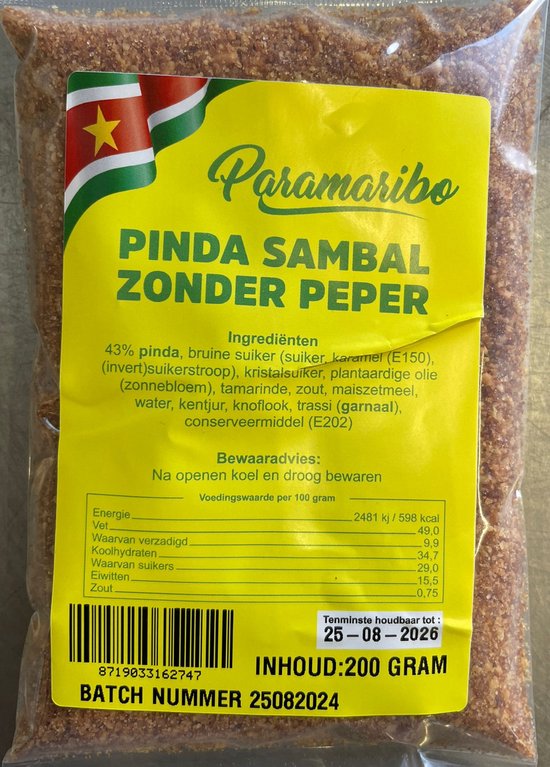 Paramaribo
PINDA SAMBAL
ZONDER PEPER
Ingrediënten
43% pinda, bruine suiker (suiker, karamel (E150),
(invert)suikerstroop), kristalsuiker, plantaardige olie
(zonnebloem), tamarinde, zout, maiszetmeel,
water, kentjur, knoflook, trassi (garnaal),
conserveermiddel (E202)
Bewaaradvies:
Na openen koel en droog bewaren
Voedingswaarde per 100 gram
Energie 2481 kj / 598 kcal
Vet 49,0
Waarvan verzadigd 9,9
Koolhydraten 34,7
Waarvan suikers 29,0
Eiwitten 15,5
Zout 0,75
Tenminste houdbaar tot :
25-08-2026
8719033162747
INHOUD:200 GRAM
BATCH NUMMER 25082024